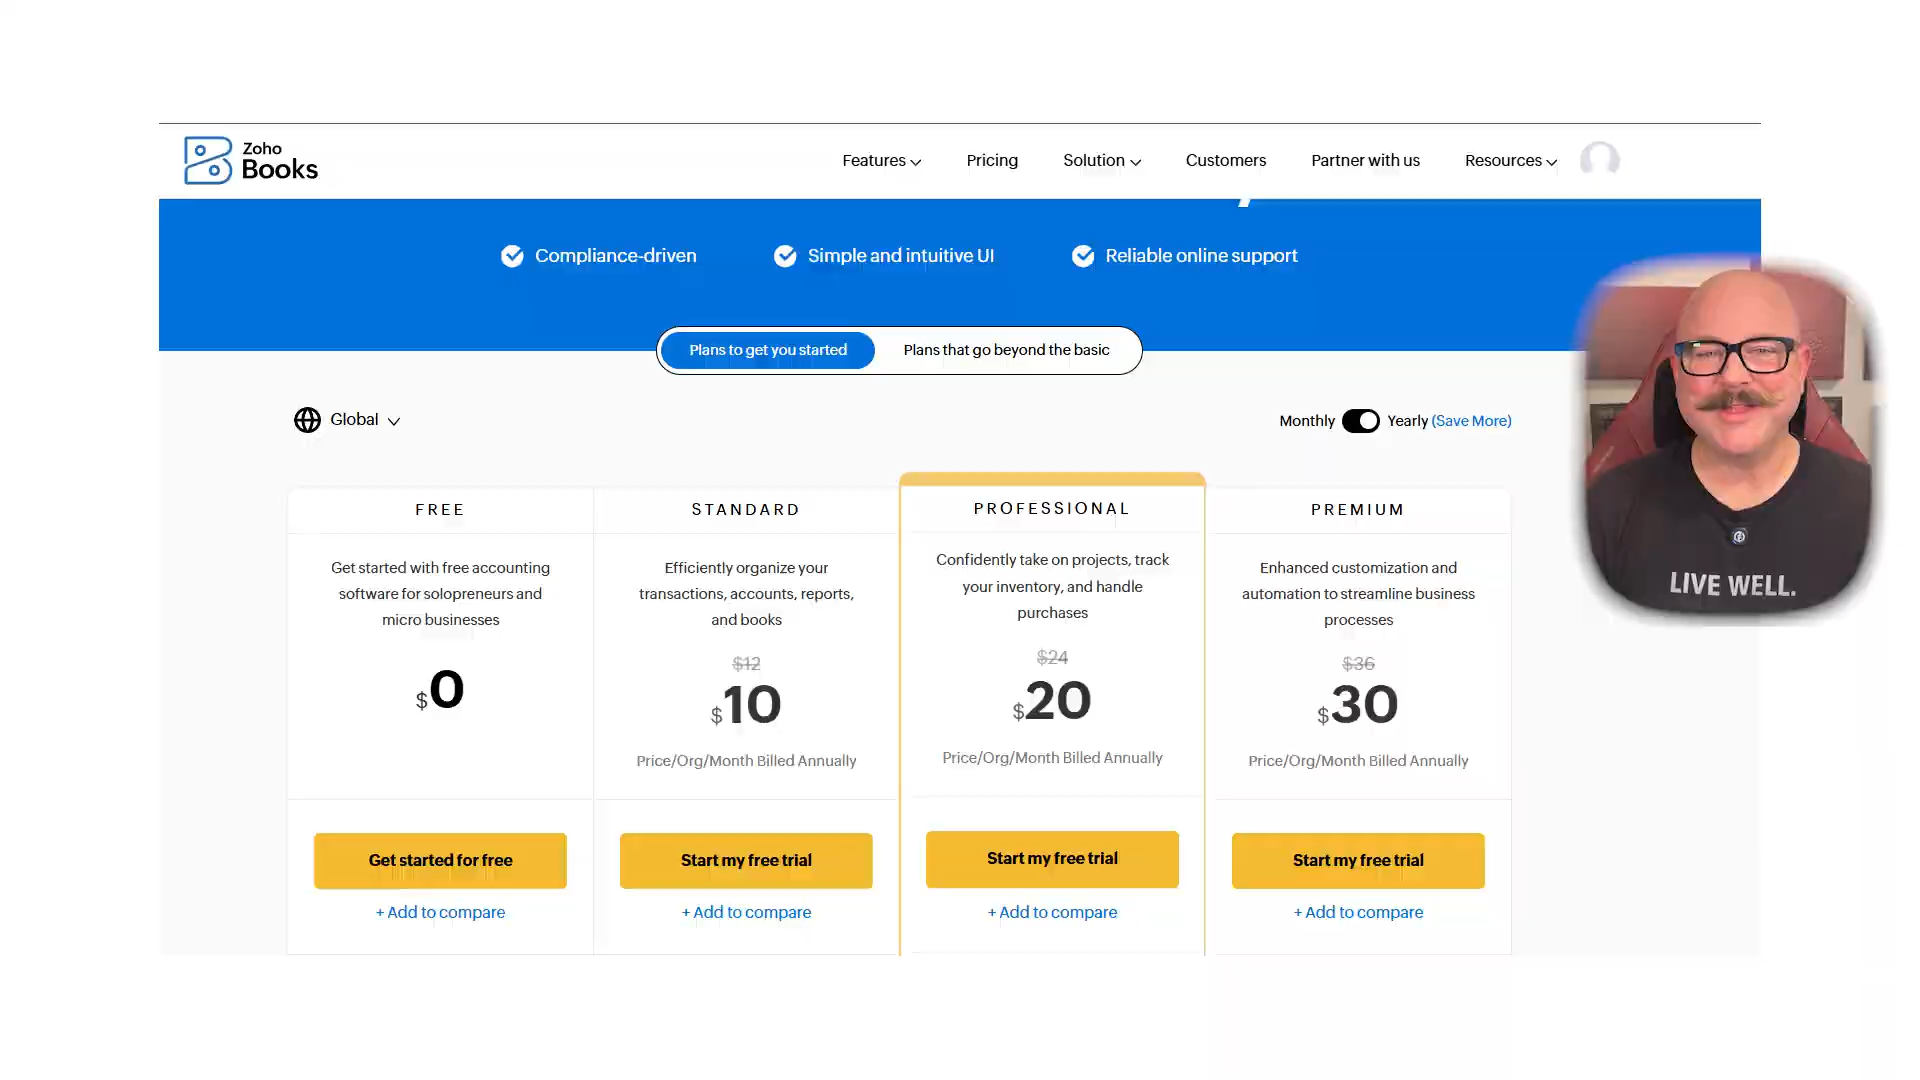 Zoho
Books
Features
Pricing
Solution
Customers
Partner with us
Resources
Compliance-driven
Simple and intuitive UI
Reliable online support
Plans to get you started
Plans that go beyond the basic
Global
Monthly
Yearly (Save More)
FREE
Get started with free accounting
software for solopreneurs and
micro businesses
$0
Get started for free
+ Add to compare
STANDARD
Efficiently organize your
transactions, accounts, reports,
and books
$12
$10
Price/Org/Month Billed Annually
Start my free trial
+ Add to compare
PROFESSIONAL
Confidently take on projects, track
your inventory, and handle
purchases
$24
$20
Price/Org/Month Billed Annually
Start my free trial
+ Add to compare
PREMIUM
Enhanced customization and
automation to streamline business
processes
$36
$30
Price/Org/Month Billed Annually
Start my free trial
+ Add to compare
LIVE WELL.